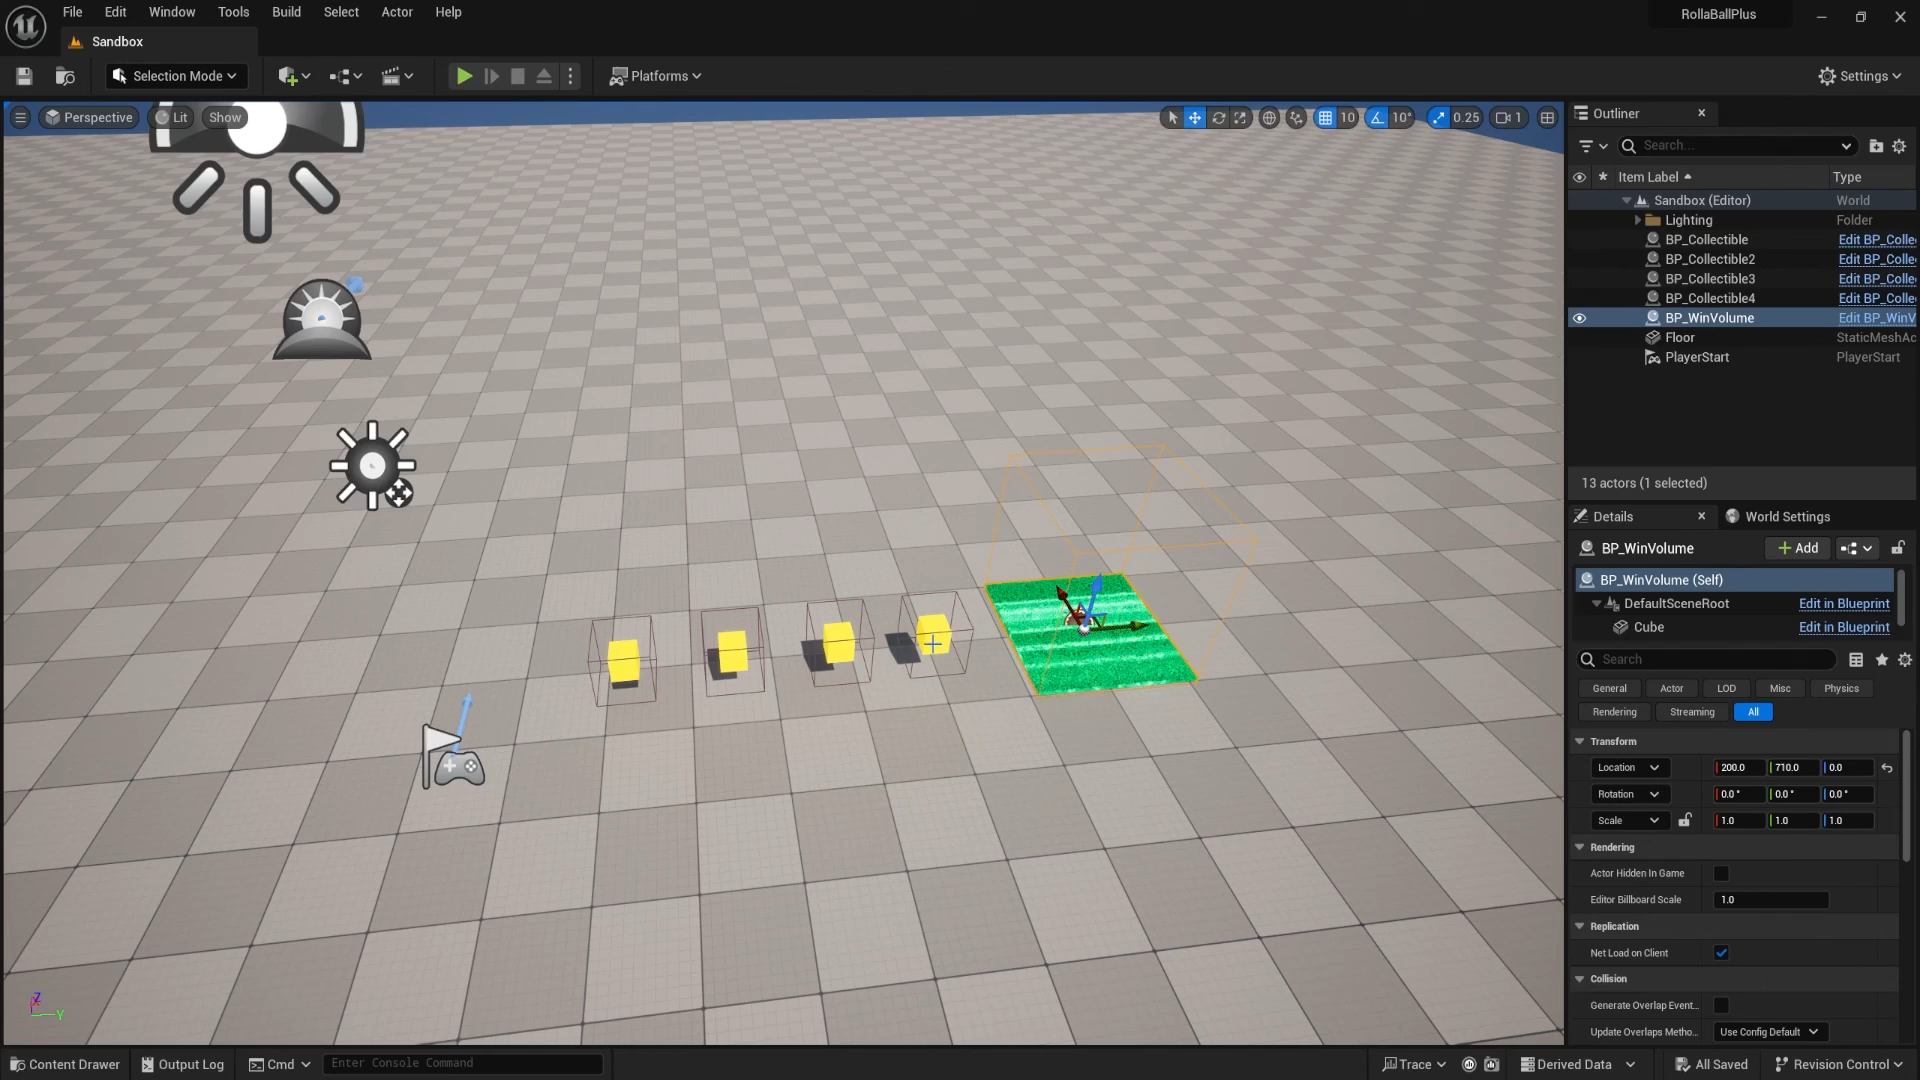 File Edit Window Tools Build Select Actor Help
RollaBallPlus
Sandbox
Selection Mode
Platforms
Settings
Perspective Lit Show
10 10° 0.25 1
Outliner
Search...
Item Label Type
Sandbox (Editor) World
Lighting Folder
BP_Collectible Edit BP_Colle
BP_Collectible2 Edit BP_Colle
BP_Collectible3 Edit BP_Colle
BP_Collectible4 Edit BP_Colle
BP_WinVolume Edit BP_WinV
Floor StaticMeshAc
PlayerStart PlayerStart
13 actors (1 selected)
Details World Settings
BP_WinVolume Add
BP_WinVolume (Self)
DefaultSceneRoot Edit in Blueprint
Cube Edit in Blueprint
Search
General Actor LOD Misc Physics
Rendering Streaming All
Transform
Location 200.0 710.0 0.0
Rotation 0.0° 0.0° 0.0°
Scale 1.0 1.0 1.0
Rendering
Actor Hidden In Game
Editor Billboard Scale 1.0
Replication
Net Load on Client
Collision
Generate Overlap Event...
Update Overlaps Metho... Use Config Default
Z
Y
Content Drawer Output Log Cmd Enter Console Command Trace Derived Data All Saved Revision Control